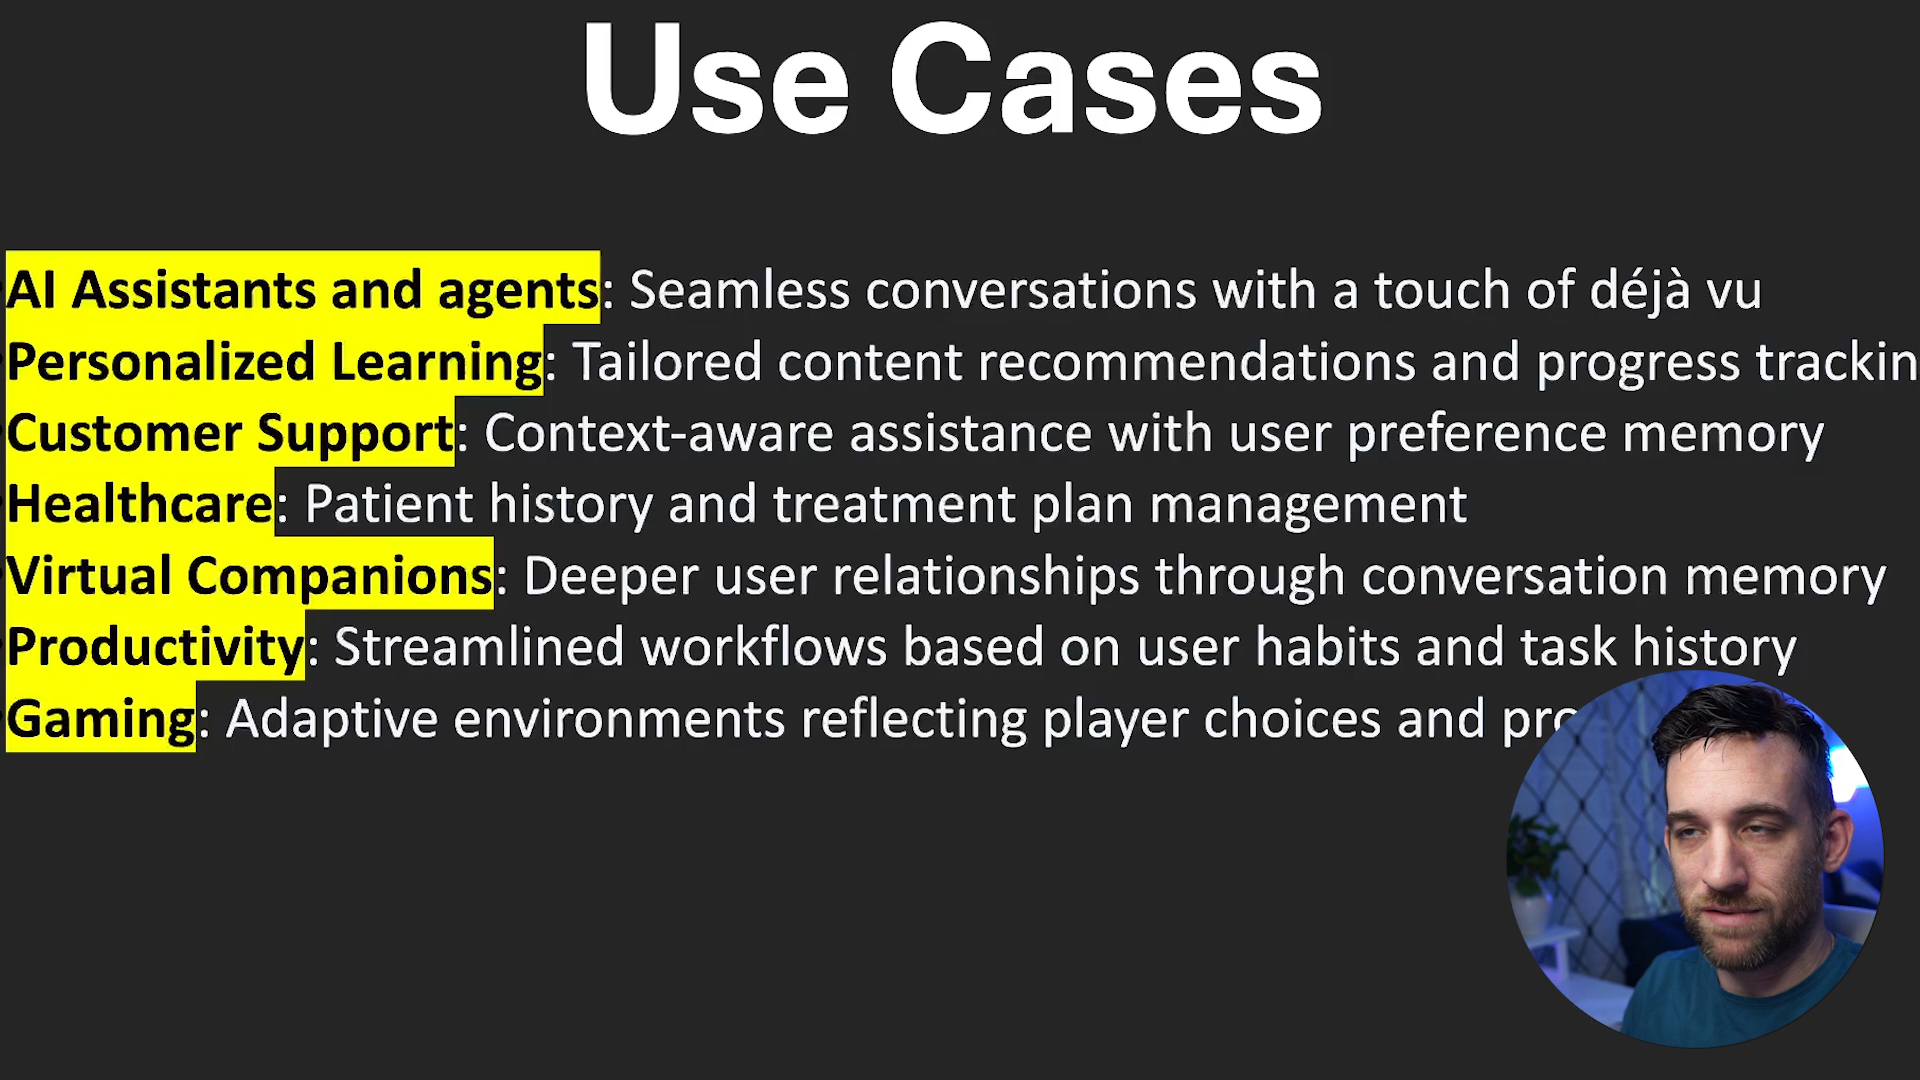 Use Cases
AI Assistants and agents: Seamless conversations with a touch of déjà vu
Personalized Learning: Tailored content recommendations and progress trackin
Customer Support: Context-aware assistance with user preference memory
Healthcare: Patient history and treatment plan management
Virtual Companions: Deeper user relationships through conversation memory
Productivity: Streamlined workflows based on user habits and task history
Gaming: Adaptive environments reflecting player choices and